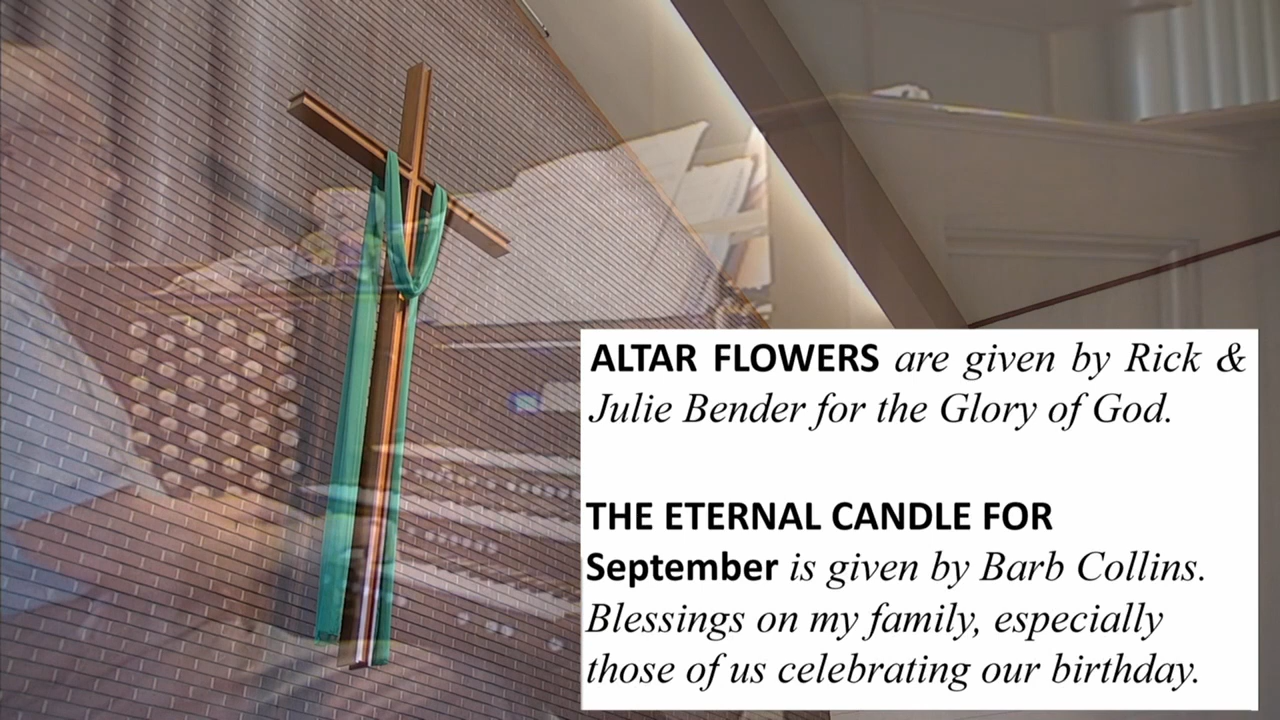 ALTAR FLOWERS are given by Rick &
Julie Bender for the Glory of God.
THE ETERNAL CANDLE FOR
September is given by Barb Collins.
Blessings on my family, especially
those of us celebrating our birthday.